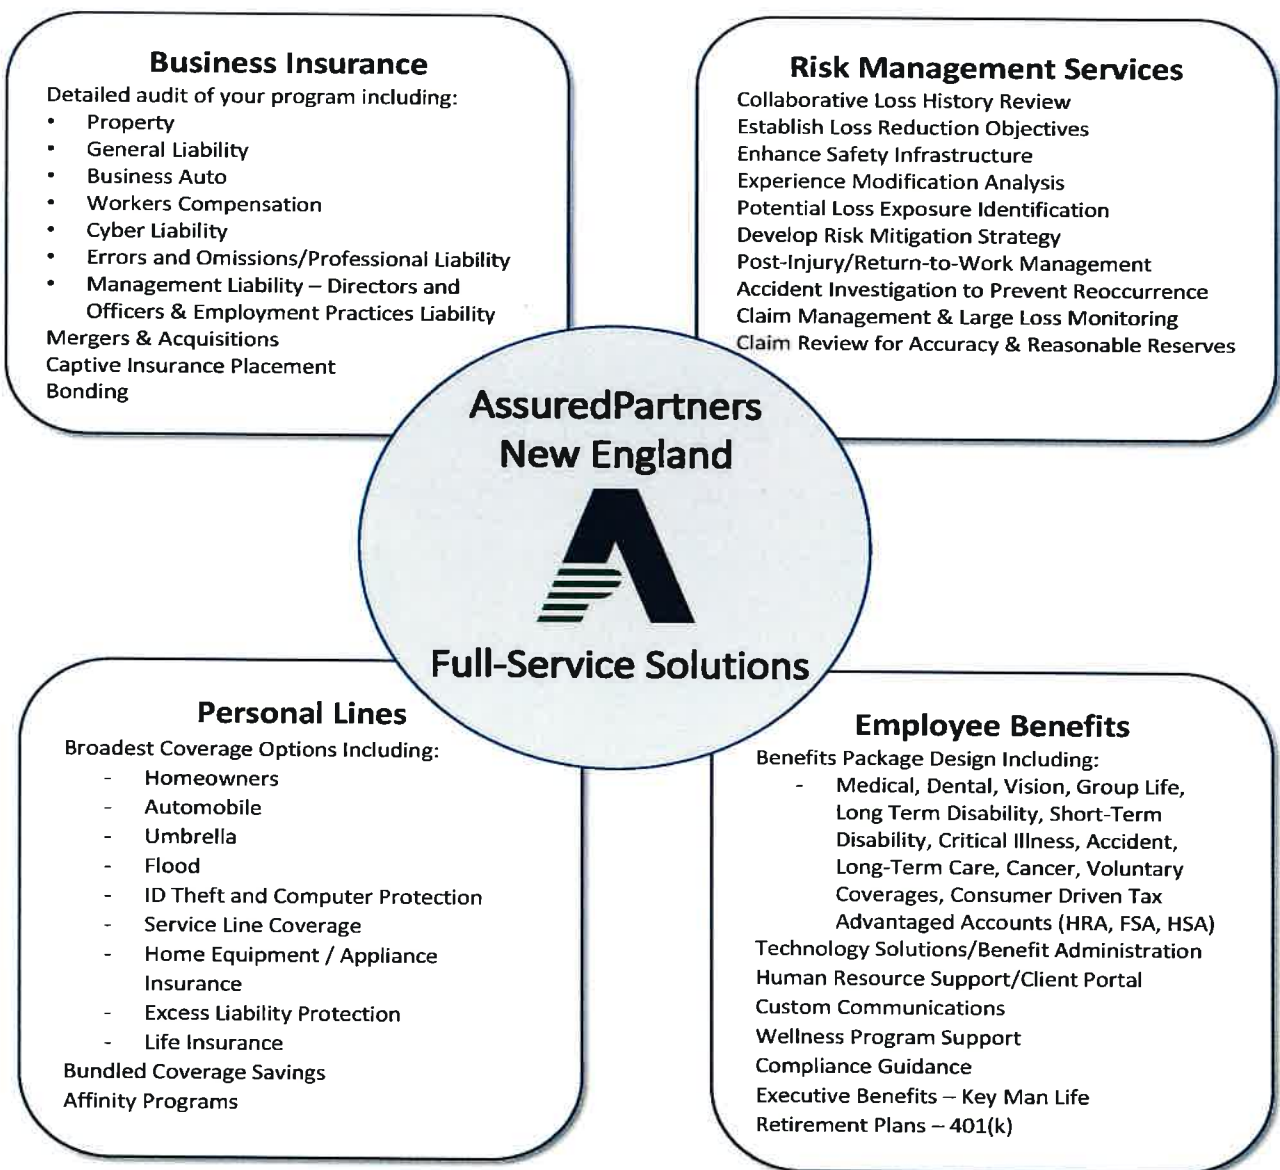 Business Insurance
Detailed audit of your program including:
• Property
• General Liability
• Business Auto
• Workers Compensation
• Cyber Liability
• Errors and Omissions/Professional Liability
• Management Liability – Directors and
Officers & Employment Practices Liability
Mergers & Acquisitions
Captive Insurance Placement
Bonding
Risk Management Services
Collaborative Loss History Review
Establish Loss Reduction Objectives
Enhance Safety Infrastructure
Experience Modification Analysis
Potential Loss Exposure Identification
Develop Risk Mitigation Strategy
Post-Injury/Return-to-Work Management
Accident Investigation to Prevent Reoccurrence
Claim Management & Large Loss Monitoring
Claim Review for Accuracy & Reasonable Reserves
AssuredPartners
New England
Full-Service Solutions
Personal Lines
Broadest Coverage Options Including:
- Homeowners
- Automobile
- Umbrella
- Flood
- ID Theft and Computer Protection
- Service Line Coverage
- Home Equipment / Appliance
Insurance
- Excess Liability Protection
- Life Insurance
Bundled Coverage Savings
Affinity Programs
Employee Benefits
Benefits Package Design Including:
- Medical, Dental, Vision, Group Life,
Long Term Disability, Short-Term
Disability, Critical Illness, Accident,
Long-Term Care, Cancer, Voluntary
Coverages, Consumer Driven Tax
Advantaged Accounts (HRA, FSA, HSA)
Technology Solutions/Benefit Administration
Human Resource Support/Client Portal
Custom Communications
Wellness Program Support
Compliance Guidance
Executive Benefits – Key Man Life
Retirement Plans – 401(k)